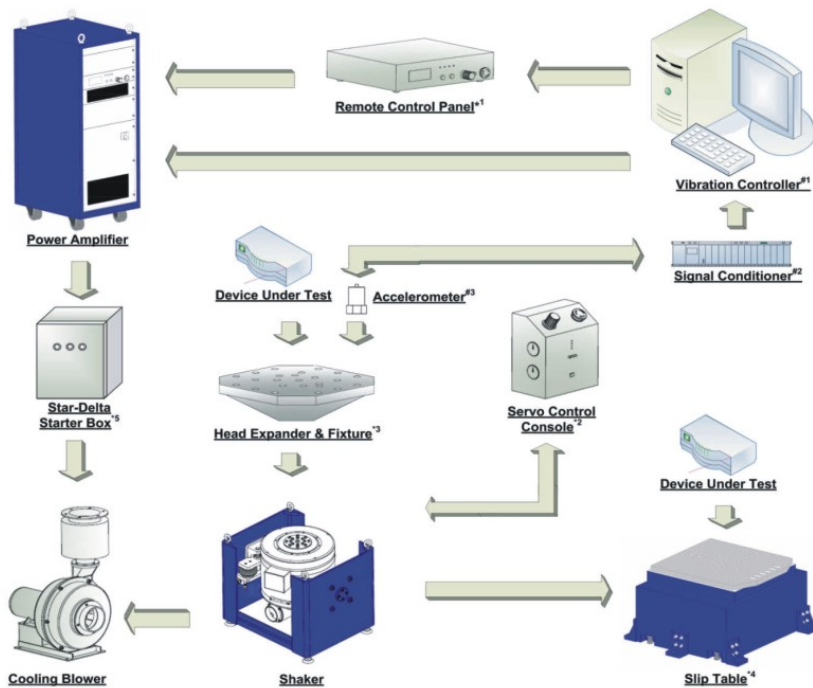 Remote Control Panel*1
Vibration Controller#1
Power Amplifier
Signal Conditioner#2
Device Under Test
Accelerometer#3
Star-Delta
Starter Box*5
Head Expander & Fixture*3
Servo Control
Console*2
Device Under Test
Cooling Blower
Shaker
Slip Table*4